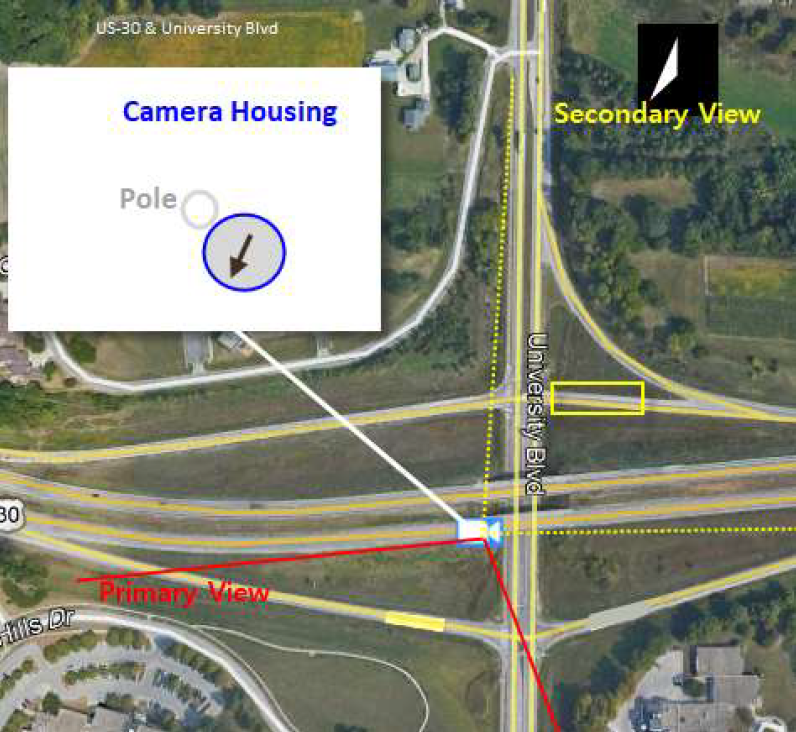 US-30 & University Blvd
Camera Housing
Secondary View
Pole
University Blvd
30
Primary View
Hills Dr